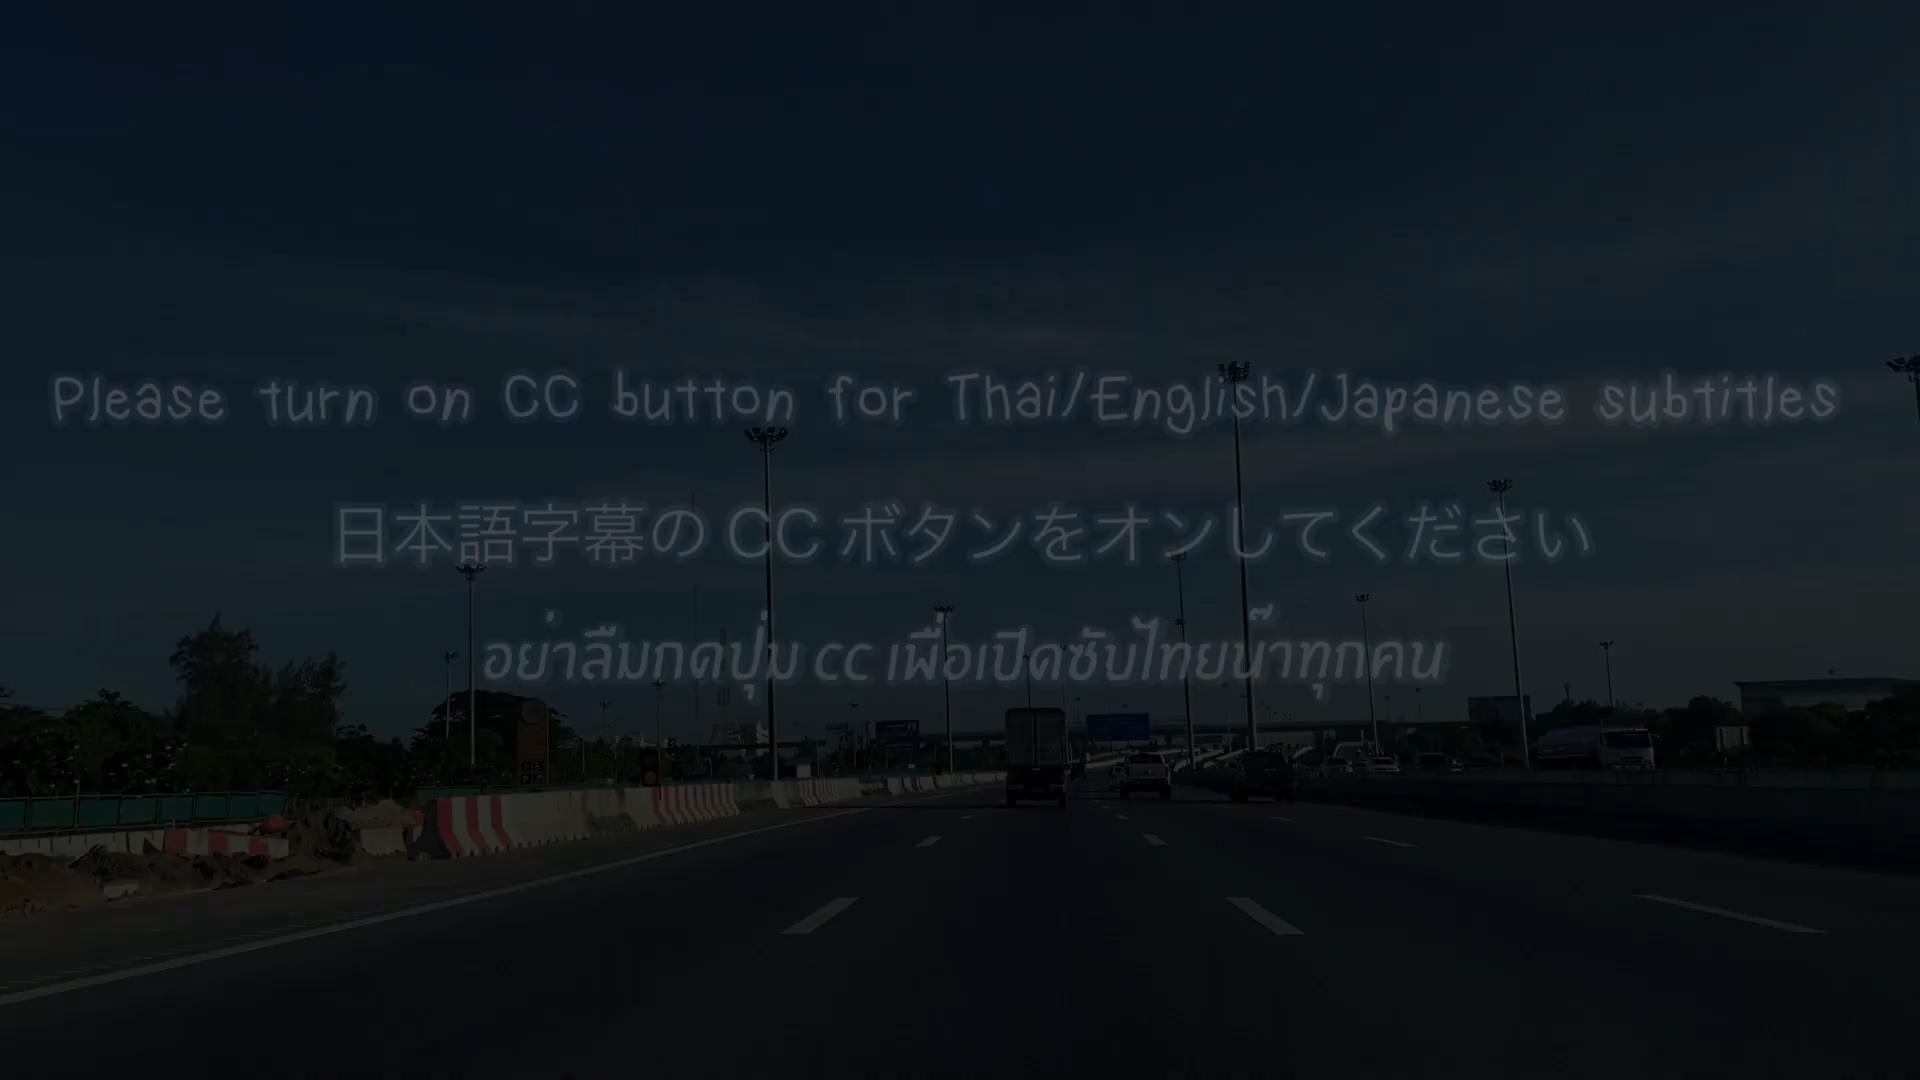 Please turn on CC button for Thai/English/Japanese subtitles
日本語字幕の CC ボタンをオンしてください
อย่าลืมกดปุ่ม cc เพื่อเปิดซับไทยน๊าทุกคน